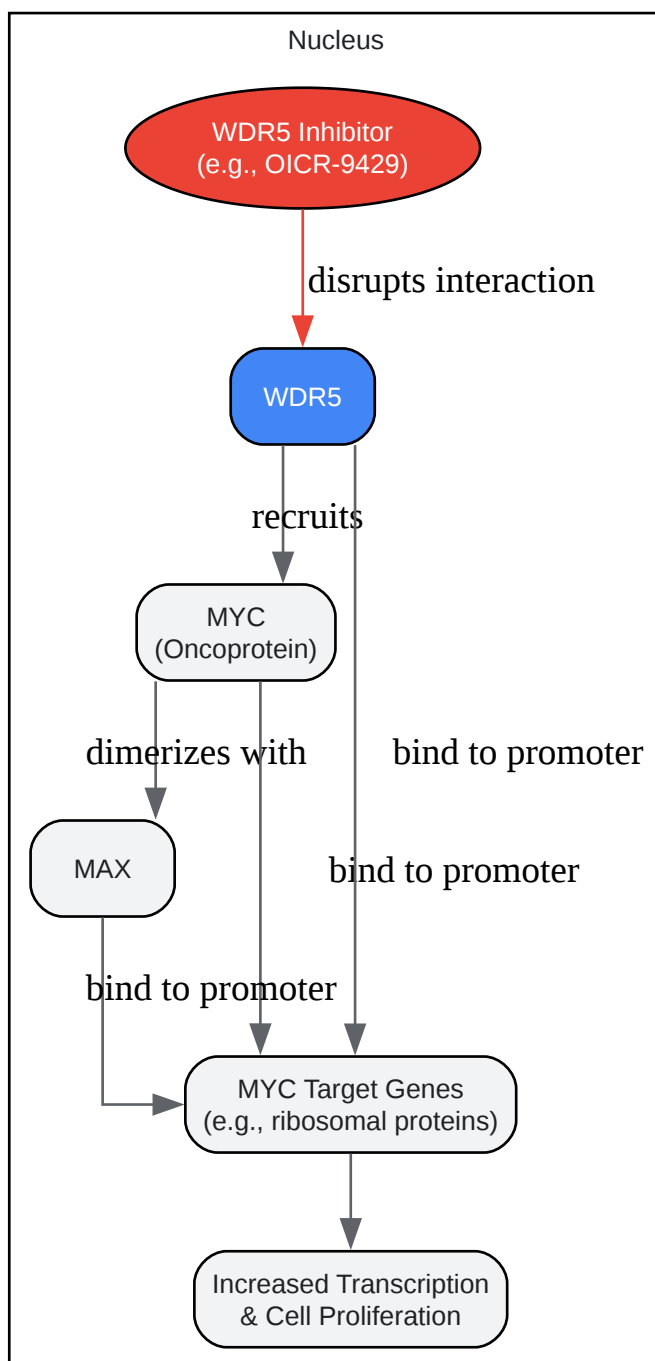 Nucleus
WDR5 Inhibitor
(e.g., OICR-9429)
disrupts interaction
WDR5
recruits
MYC
(Oncoprotein)
dimerizes with
bind to promoter
MAX
bind to promoter
bind to promoter
MYC Target Genes
(e.g., ribosomal proteins)
Increased Transcription
& Cell Proliferation